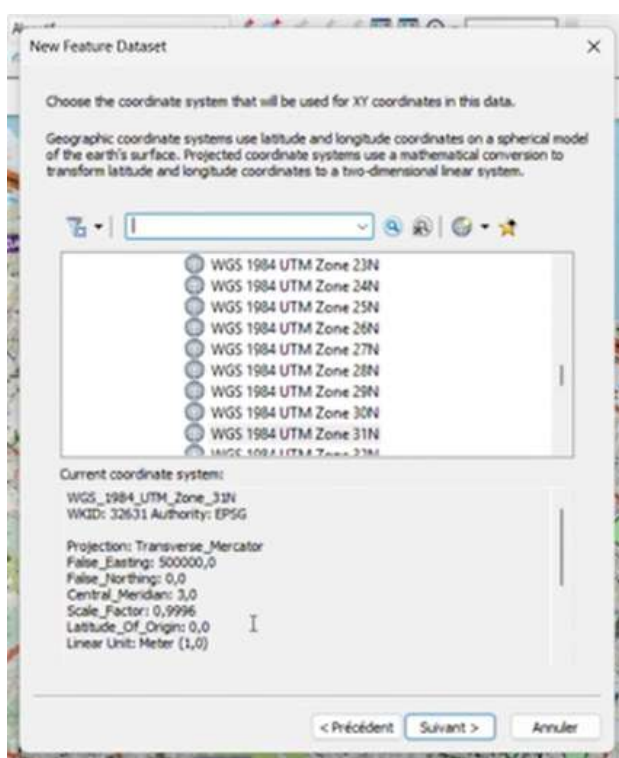 New Feature Dataset
Choose the coordinate system that will be used for XY coordinates in this data.
Geographic coordinate systems use latitude and longitude coordinates on a spherical model
of the earth's surface. Projected coordinate systems use a mathematical conversion to
transform latitude and longitude coordinates to a two-dimensional linear system.
WGS 1984 UTM Zone 23N
WGS 1984 UTM Zone 24N
WGS 1984 UTM Zone 25N
WGS 1984 UTM Zone 26N
WGS 1984 UTM Zone 27N
WGS 1984 UTM Zone 28N
WGS 1984 UTM Zone 29N
WGS 1984 UTM Zone 30N
WGS 1984 UTM Zone 31N
WGS 1984 UTM Zone 32N
Current coordinate system:
WGS_1984_UTM_Zone_31N
WKID: 32631 Authority: EPSG
Projection: Transverse_Mercator
False_Easting: 500000,0
False_Northing: 0,0
Central_Meridian: 3,0
Scale_Factor: 0,9996
Latitude_Of_Origin: 0,0
Linear Unit: Meter (1,0)
< Précédent Suivant > Annuler